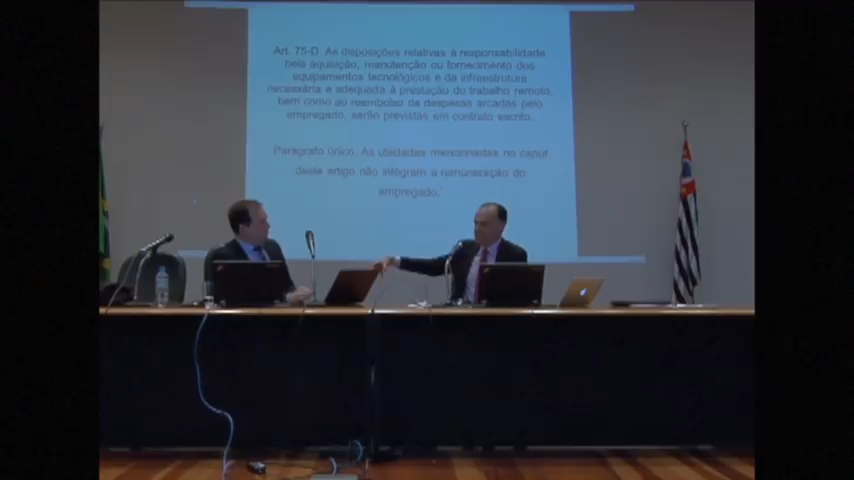 Art. 75-D. As disposições relativas à responsabilidade
pela aquisição, manutenção ou fornecimento dos
equipamentos tecnológicos e da infraestrutura
necessária e adequada à prestação do trabalho remoto,
bem como ao reembolso de despesas arcadas pelo
empregado, serão previstas em contrato escrito.
Parágrafo único. As utilidades mencionadas no caput
deste artigo não integram a remuneração do
empregado.'